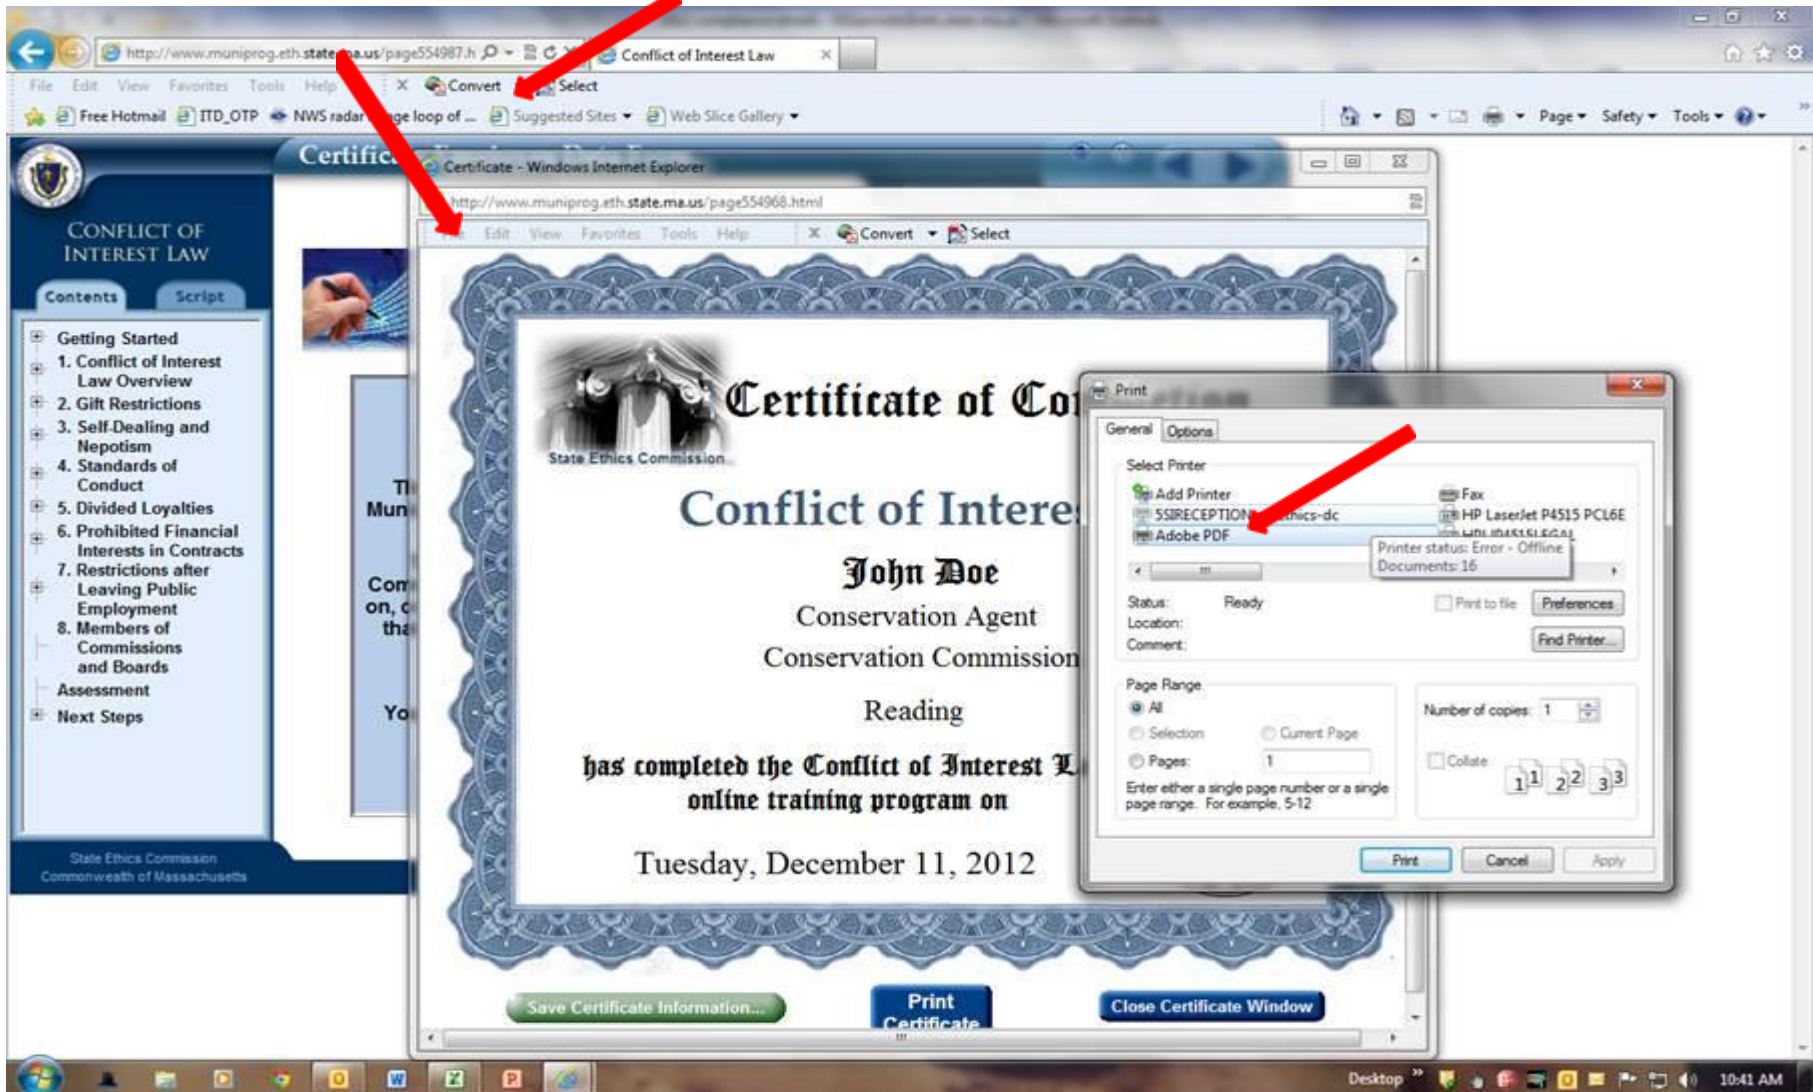 http://www.muniprog.eth.state.ma.us/page554987.h
Conflict of Interest Law
File Edit View Favorites Tools Help
Convert Select
Free Hotmail ITD_OTP NWS radar loop of ... Suggested Sites Web Slice Gallery
Page Safety Tools
CONFLICT OF
INTEREST LAW
Contents Script
Getting Started
1. Conflict of Interest
Law Overview
2. Gift Restrictions
3. Self-Dealing and
Nepotism
4. Standards of
Conduct
5. Divided Loyalties
6. Prohibited Financial
Interests in Contracts
7. Restrictions after
Leaving Public
Employment
8. Members of
Commissions
and Boards
Assessment
Next Steps
State Ethics Commission
Commonwealth of Massachusetts
Certificate - Windows Internet Explorer
http://www.muniprog.eth.state.ma.us/page554968.html
Edit View Favorites Tools Help
Convert Select
State Ethics Commission
Certificate of
Conflict of
John Doe
Conservation Agent
Conservation Commission
Reading
has completed the Conflict of Interest
online training program on
Tuesday, December 11, 2012
Save Certificate Information...
Print
Certificate
Close Certificate Window
Print
General Options
Select Printer
Add Printer
Fax
HP LaserJet P4515 PCL6E
Adobe PDF
Printer status: Error - Offline
Documents: 16
Status: Ready
Location:
Comment:
Print to file
Preferences
Find Printer...
Page Range
All
Selection Current Page
Pages: 1
Enter either a single page number or a single
page range. For example, 5-12
Number of copies: 1
Collate
11 22 33
Print Cancel Apply
Desktop
10:41 AM